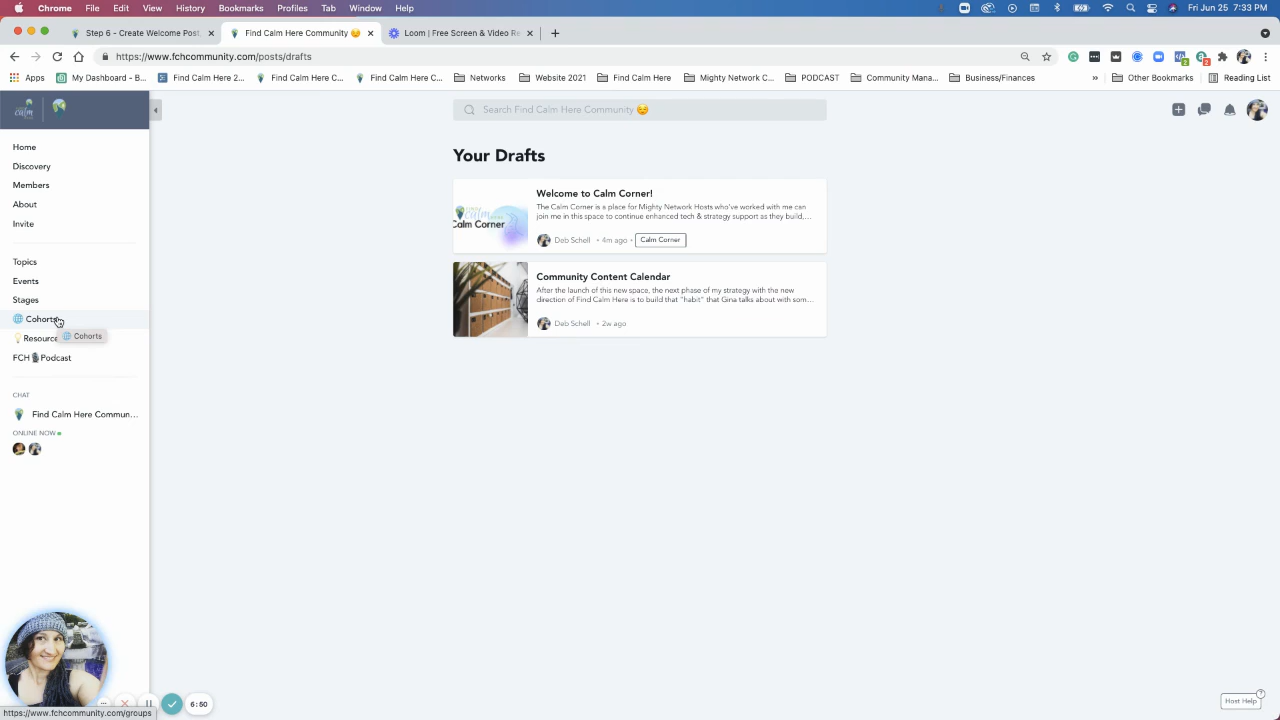 Chrome File Edit View History Bookmarks Profiles Tab Window Help Fri Jun 25 7:33 PM
Step 6 - Create Welcome Post. Find Calm Here Community 😌 Loom | Free Screen & Video Re
https://www.fchcommunity.com/posts/drafts
Apps My Dashboard - B... Find Calm Here 2... Find Calm Here C... Find Calm Here C... Networks Website 2021 Find Calm Here Mighty Network C... PODCAST Community Mana... Business/Finances » Other Bookmarks Reading List
calm
Search Find Calm Here Community 😌
Home
Discovery
Members
About
Invite
Topics
Events
Stages
Cohorts
Cohorts
Resource
FCH Podcast
CHAT
Find Calm Here Commun...
ONLINE NOW
Your Drafts
Welcome to Calm Corner!
The Calm Corner is a place for Mighty Network Hosts who've worked with me can
join me in this space to continue enhanced tech & strategy support as they build,...
Deb Schell • 4m ago • Calm Corner
calm
Calm Corner
Community Content Calendar
After the launch of this new space, the next phase of my strategy with the new
direction of Find Calm Here is to build that "habit" that Gina talks about with som...
Deb Schell • 2w ago
6:50
https://www.fchcommunity.com/groups
Host Help
?